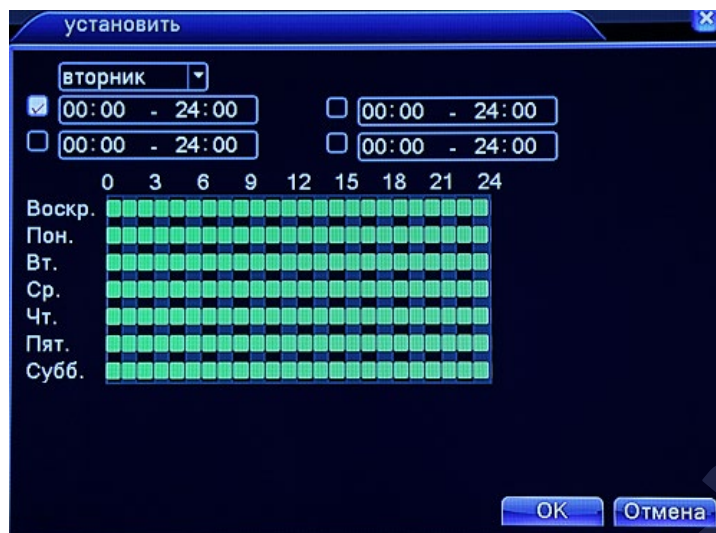 установить
вторник
00:00 - 24:00 00:00 - 24:00
00:00 - 24:00 00:00 - 24:00
0 3 6 9 12 15 18 21 24
Воскр.
Пон.
Вт.
Ср.
Чт.
Пят.
Субб.
OK Отмена